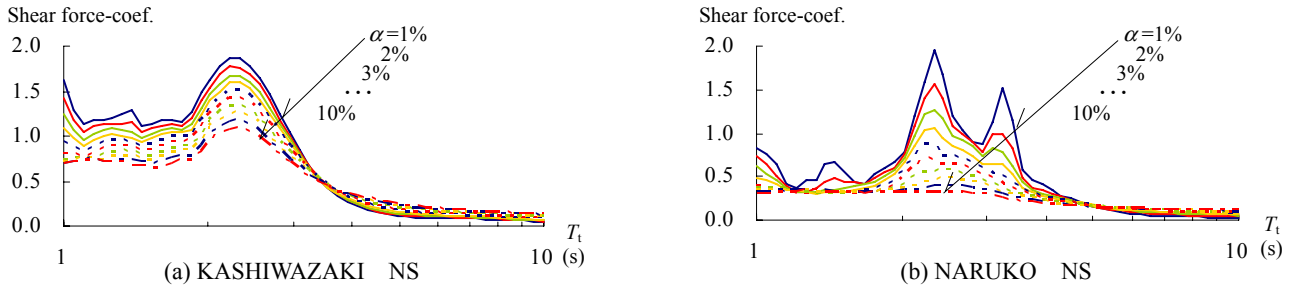 Shear force-coef.
2.0
1.5
1.0
0.5
0.0
α=1%
2%
3%
...
10%
1
10
Tt
(s)
(a) KASHIWAZAKI NS
Shear force-coef.
2.0
1.5
1.0
0.5
0.0
α=1%
2%
3%
...
10%
1
10
Tt
(s)
(b) NARUKO NS